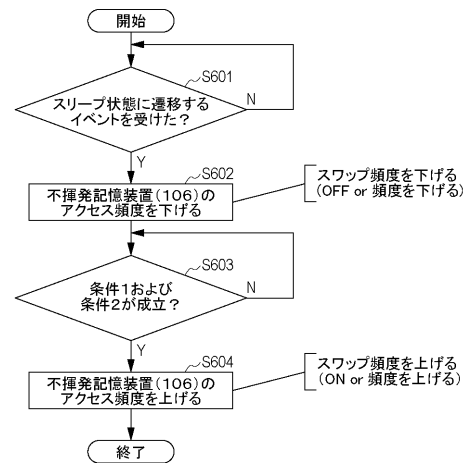 開始
S601
スリープ状態に遷移する
イベントを受けた？
N
Y
S602
不揮発記憶装置(106)の
アクセス頻度を下げる
スワップ頻度を下げる
(OFF or 頻度を下げる)
S603
条件1および
条件2が成立？
N
Y
S604
不揮発記憶装置(106)の
アクセス頻度を上げる
スワップ頻度を上げる
(ON or 頻度を上げる)
終了